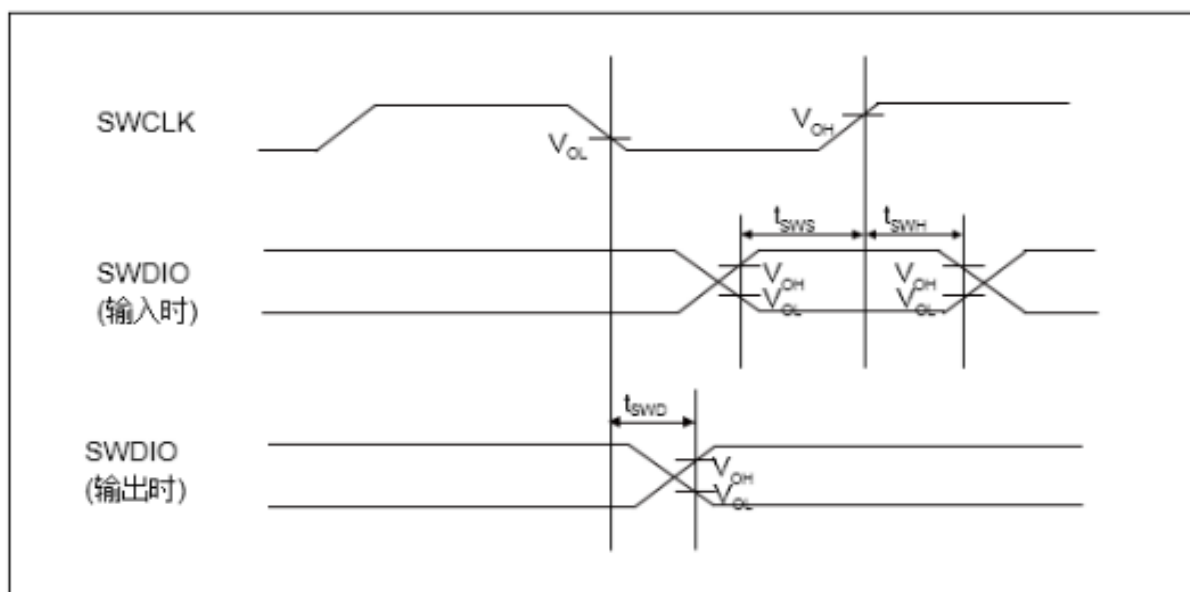 SWCLK
V_OL
V_OH
t_SWS
t_SWH
SWDIO
(输入时)
V_OH
V_OL
V_OH
V_OL
t_SWD
SWDIO
(输出时)
V_OH
V_OL